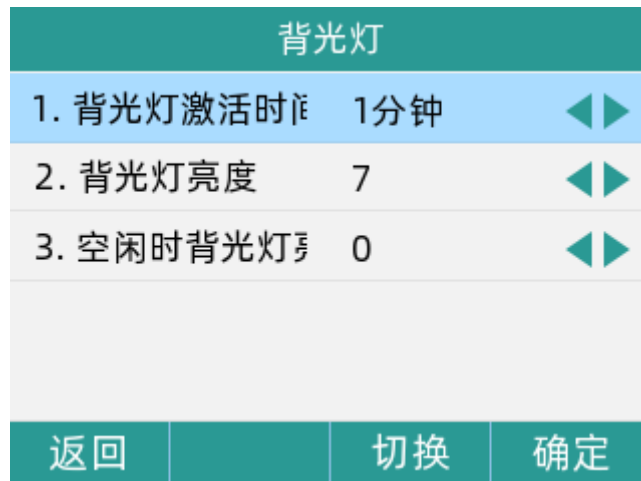 背光灯
1. 背光灯激活时间 1分钟
2. 背光灯亮度 7
3. 空闲时背光灯 0
返回 切换 确定